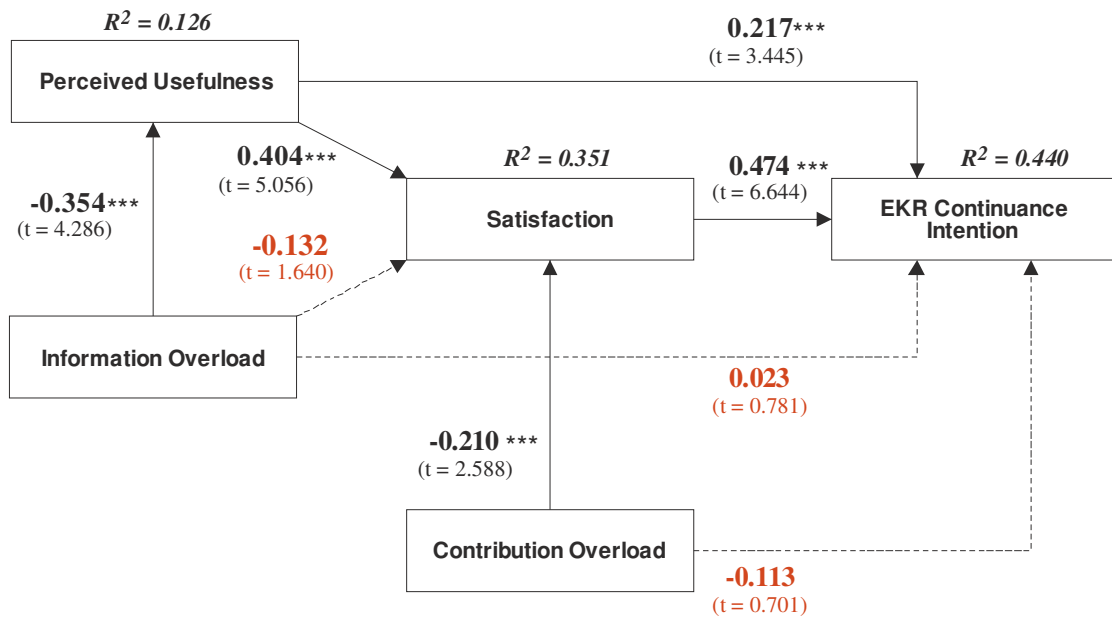 R² = 0.126
0.217***
(t = 3.445)
Perceived Usefulness
0.404***
(t = 5.056)
R² = 0.351
0.474 ***
(t = 6.644)
R² = 0.440
-0.354***
(t = 4.286)
Satisfaction
EKR Continuance
Intention
-0.132
(t = 1.640)
Information Overload
0.023
(t = 0.781)
-0.210 ***
(t = 2.588)
Contribution Overload
-0.113
(t = 0.701)